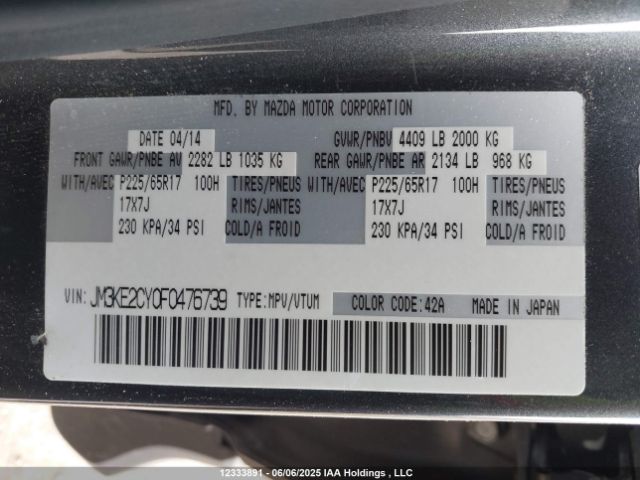 MFD. BY MAZDA MOTOR CORPORATION
DATE 04/14 GVWR/PNBV 4409 LB 2000 KG
FRONT GAWR/PNBE AV 2282 LB 1035 KG REAR GAWR/PNBE AR 2134 LB 968 KG
WITH/AVEC P225/65R17 100H TIRES/PNEUS WITH/AVEC P225/65R17 100H TIRES/PNEUS
17X7J RIMS/JANTES 17X7J RIMS/JANTES
230 KPA/34 PSI COLD/A FROID 230 KPA/34 PSI COLD/A FROID
VIN: JM3KE2CY0F0476739 TYPE:MPV/VTUM COLOR CODE:42A MADE IN JAPAN
12333891 - 06/06/2025 IAA Holdings , LLC